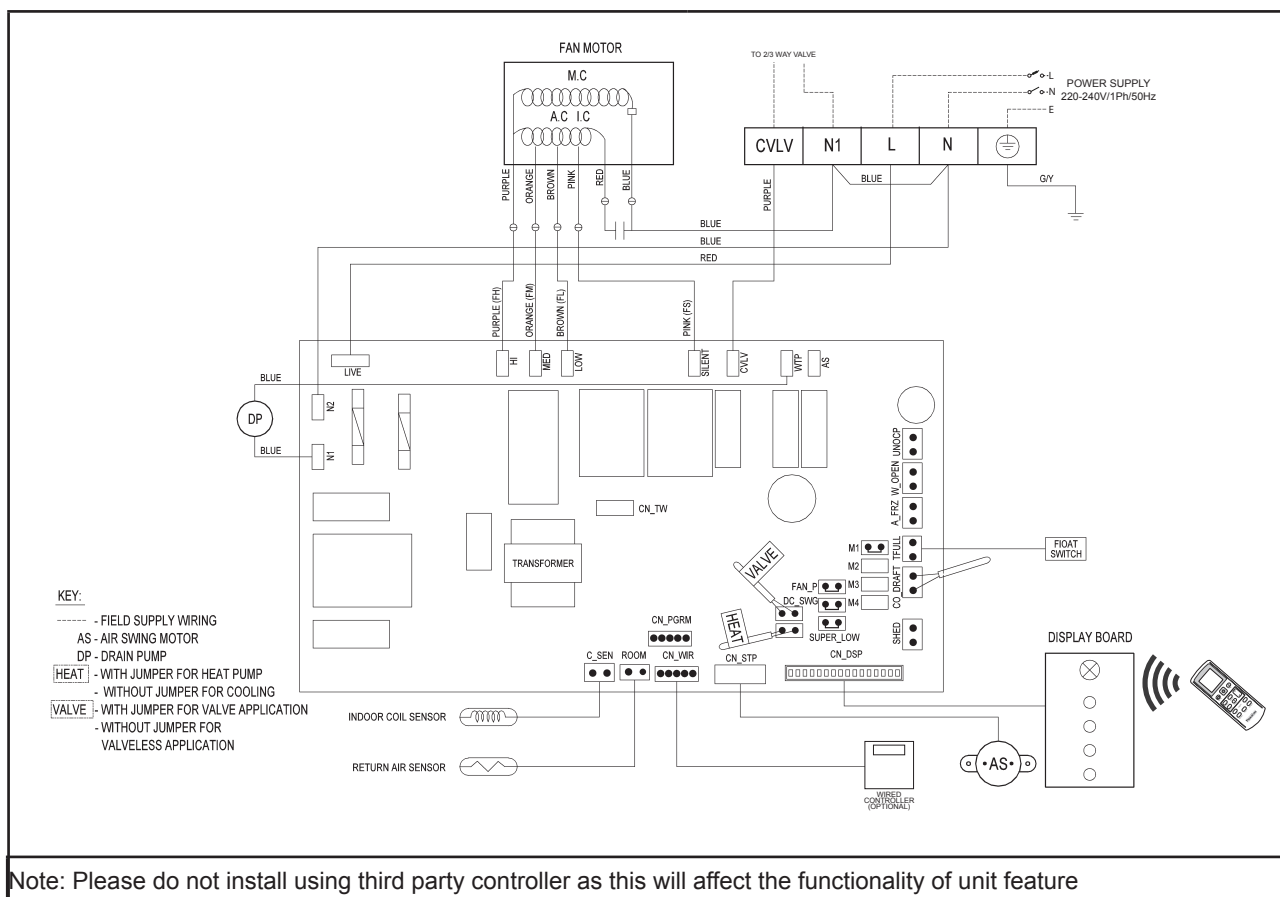 FAN MOTOR
M.C
A.C I.C
PURPLE
ORANGE
BROWN
PINK
RED
BLUE
TO 2/3 WAY VALVE
L
N
E
POWER SUPPLY
220-240V/1Ph/50Hz
CVLV
N1
L
N
BLUE
G/Y
PURPLE
BLUE
BLUE
RED
PURPLE (FH)
ORANGE (FM)
BROWN (FL)
PINK (FS)
LIVE
HI
MED
LOW
SILENT
CVLV
WTP
AS
BLUE
DP
BLUE
N2
N1
CN_TW
TRANSFORMER
UNOCP
W_OPEN
A_FRZ
TFULL
CO_DRAFT
SHED
FlOAT
SWITCH
M1
M2
M3
M4
VALVE
HEAT
FAN_P
DC_SWG
SUPER_LOW
CN_PGRM
C_SEN
ROOM
CN_WIR
CN_STP
CN_DSP
DISPLAY BOARD
KEY:
------ - FIELD SUPPLY WIRING
AS - AIR SWING MOTOR
DP - DRAIN PUMP
HEAT - WITH JUMPER FOR HEAT PUMP
- WITHOUT JUMPER FOR COOLING
VALVE - WITH JUMPER FOR VALVE APPLICATION
- WITHOUT JUMPER FOR
VALVELESS APPLICATION
INDOOR COIL SENSOR
RETURN AIR SENSOR
AS
WIRED
CONTROLLER
(OPTIONAL)
Note: Please do not install using third party controller as this will affect the functionality of unit feature